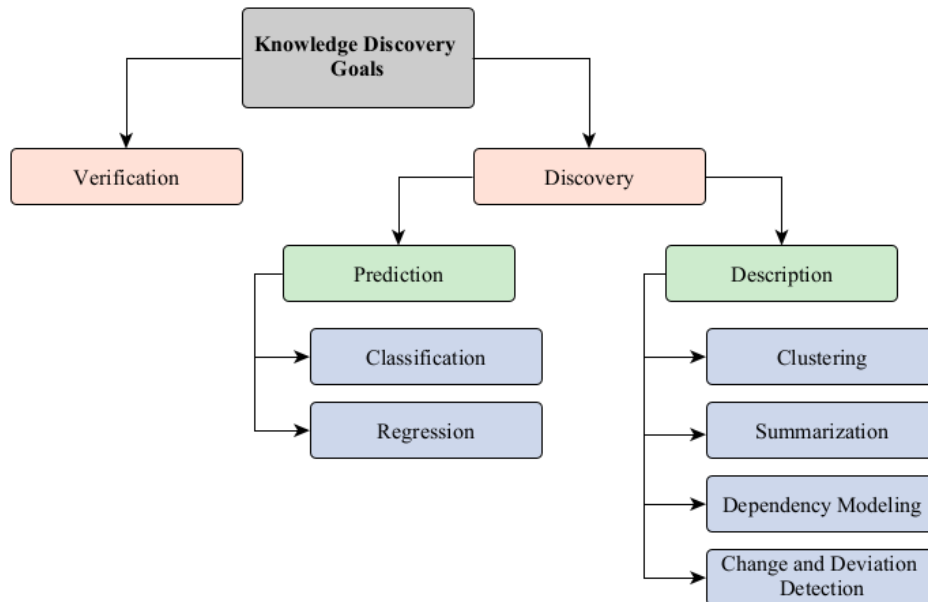 Knowledge Discovery
Goals
Verification
Discovery
Prediction
Description
Classification
Clustering
Regression
Summarization
Dependency Modeling
Change and Deviation
Detection